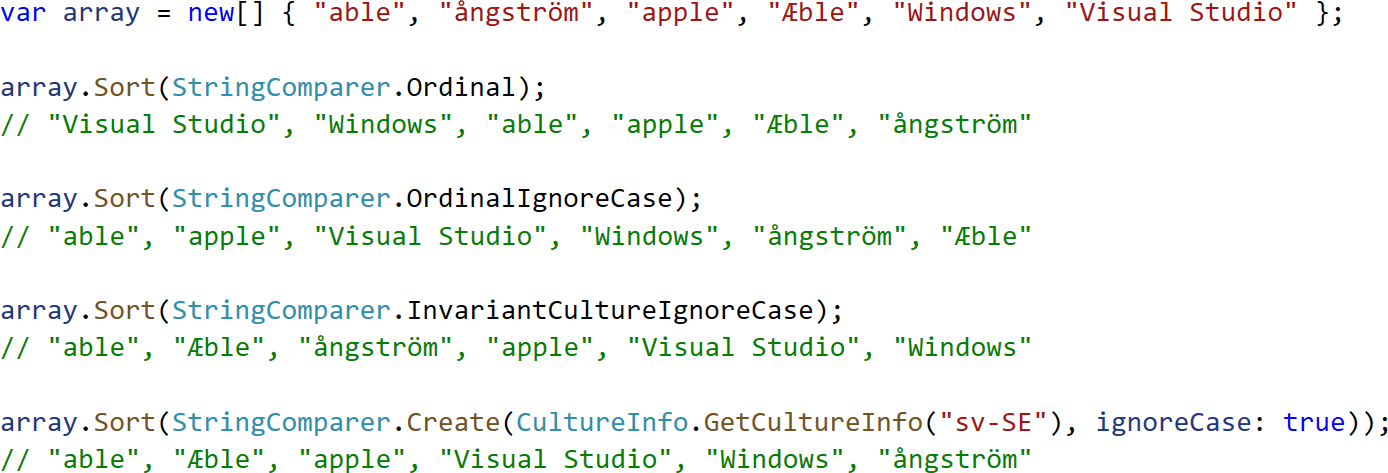 var array = new[] { "able", "ångström", "apple", "Æble", "Windows", "Visual Studio" };
array.Sort(StringComparer.Ordinal);
// "Visual Studio", "Windows", "able", "apple", "Æble", "ångström"
array.Sort(StringComparer.OrdinalIgnoreCase);
// "able", "apple", "Visual Studio", "Windows", "ångström", "Æble"
array.Sort(StringComparer.InvariantCultureIgnoreCase);
// "able", "Æble", "ångström", "apple", "Visual Studio", "Windows"
array.Sort(StringComparer.Create(CultureInfo.GetCultureInfo("sv-SE"), ignoreCase: true));
// "able", "Æble", "apple", "Visual Studio", "Windows", "ångström"